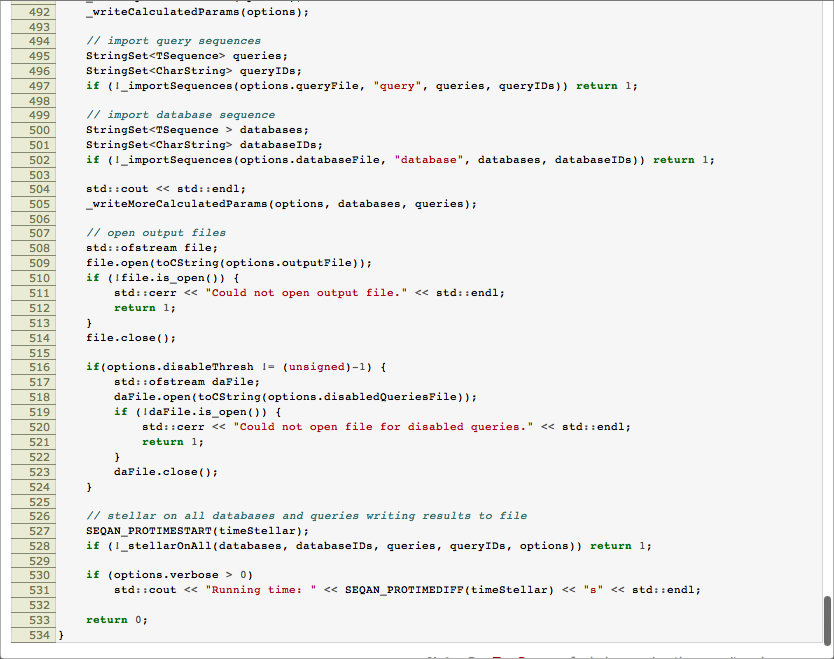 492 _writeCalculatedParams(options);
493
494 // import query sequences
495 StringSet<TSequence> queries;
496 StringSet<CharString> queryIDs;
497 if (!_importSequences(options.queryFile, "query", queries, queryIDs)) return 1;
498
499 // import database sequence
500 StringSet<TSequence > databases;
501 StringSet<CharString> databaseIDs;
502 if (!_importSequences(options.databaseFile, "database", databases, databaseIDs)) return 1;
503
504 std::cout << std::endl;
505 _writeMoreCalculatedParams(options, databases, queries);
506
507 // open output files
508 std::ofstream file;
509 file.open(toCString(options.outputFile));
510 if (!file.is_open()) {
511 std::cerr << "Could not open output file." << std::endl;
512 return 1;
513 }
514 file.close();
515
516 if(options.disableThresh != (unsigned)-1) {
517 std::ofstream daFile;
518 daFile.open(toCString(options.disabledQueriesFile));
519 if (!daFile.is_open()) {
520 std::cerr << "Could not open file for disabled queries." << std::endl;
521 return 1;
522 }
523 daFile.close();
524 }
525
526 // stellar on all databases and queries writing results to file
527 SEQAN_PROTIMESTART(timeStellar);
528 if (!_stellarOnAll(databases, databaseIDs, queries, queryIDs, options)) return 1;
529
530 if (options.verbose > 0)
531 std::cout << "Running time: " << SEQAN_PROTIMEDIFF(timeStellar) << "s" << std::endl;
532
533 return 0;
534 }